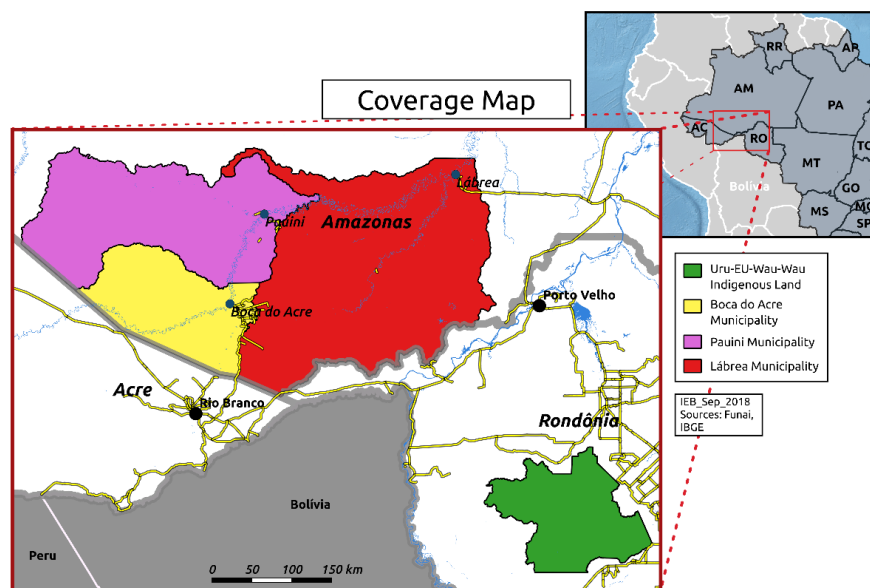 Coverage Map
RR
AP
AM
PA
AC
RO
TO
MT
Bolívia
GO
MS
MG
SP
Lábrea
Pauini
Amazonas
Boca do Acre
Porto Velho
Acre
Rio Branco
Rondônia
Bolívia
Peru
0 50 100 150 km
Uru-EU-Wau-Wau
Indigenous Land
Boca do Acre
Municipality
Pauini Municipality
Lábrea Municipality
IEB_Sep_2018
Sources: Funai,
IBGE